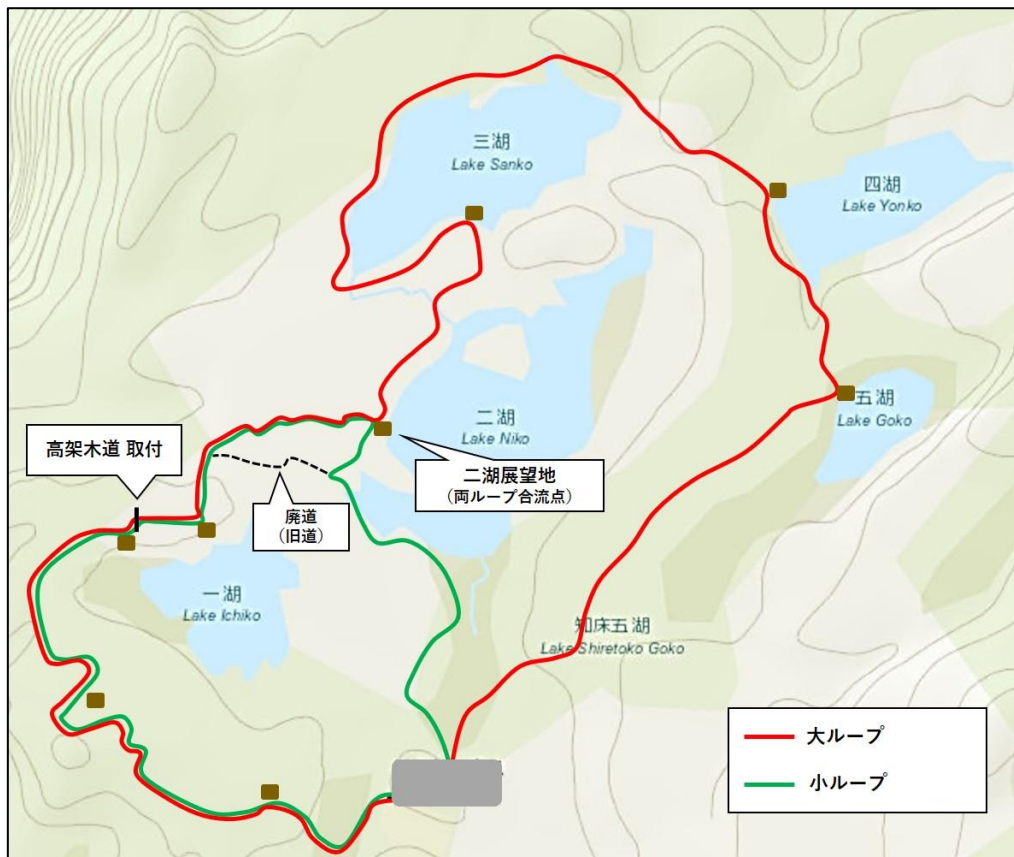 三湖
Lake Sanko
四湖
Lake Yonko
五湖
Lake Goko
二湖
Lake Niko
高架木道 取付
二湖展望地
(両ループ合流点)
廃道
(旧道)
一湖
Lake Ichiko
知床五湖
Lake Shiretoko Goko
大ループ
小ループ